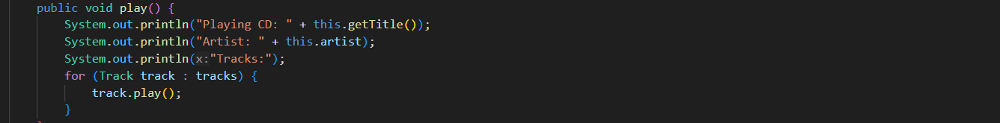 public void play() {
System.out.println("Playing CD: " + this.getTitle());
System.out.println("Artist: " + this.artist);
System.out.println(x:"Tracks:");
for (Track track : tracks) {
track.play();
}